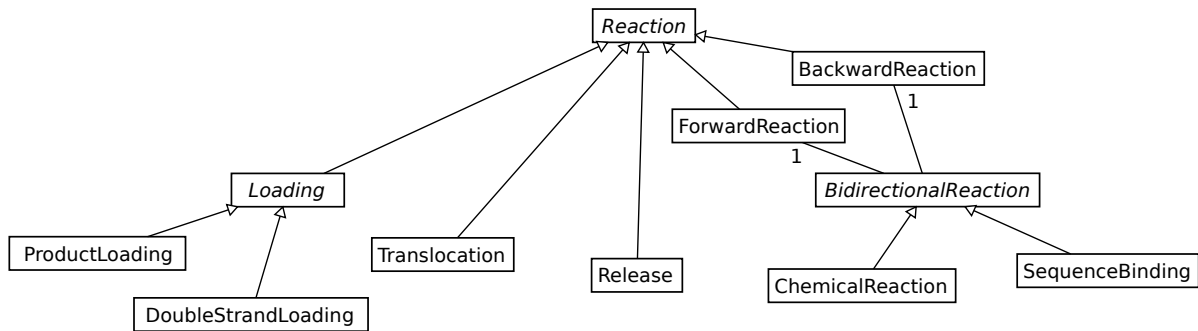 Reaction
BackwardReaction
1
ForwardReaction
1
Loading
BidirectionalReaction
ProductLoading
Translocation
Release
ChemicalReaction
SequenceBinding
DoubleStrandLoading